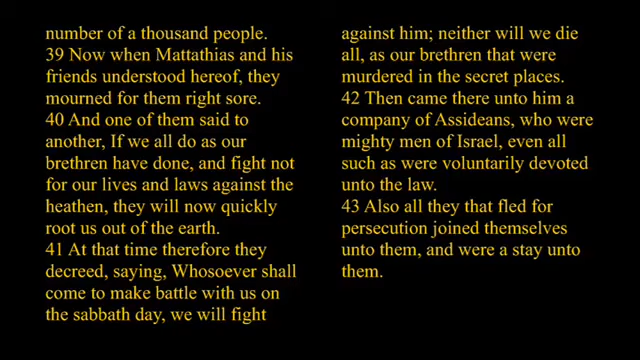 number of a thousand people.
39 Now when Mattathias and his
friends understood hereof, they
mourned for them right sore.
40 And one of them said to
another, If we all do as our
brethren have done, and fight not
for our lives and laws against the
heathen, they will now quickly
root us out of the earth.
41 At that time therefore they
decreed, saying, Whosoever shall
come to make battle with us on
the sabbath day, we will fight
against him; neither will we die
all, as our brethren that were
murdered in the secret places.
42 Then came there unto him a
company of Assideans, who were
mighty men of Israel, even all
such as were voluntarily devoted
unto the law.
43 Also all they that fled for
persecution joined themselves
unto them, and were a stay unto
them.